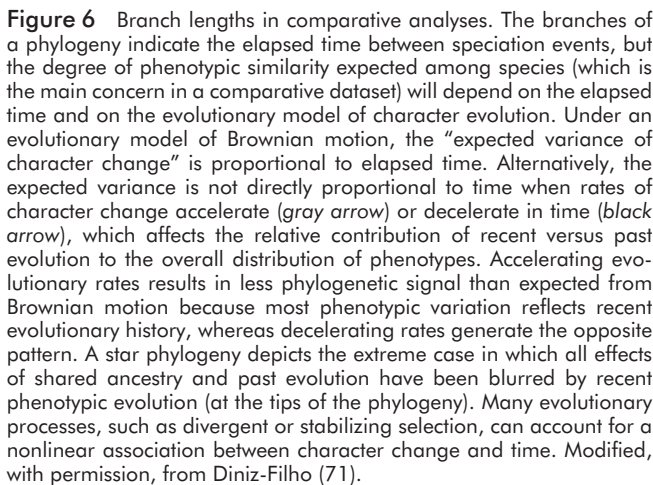 Figure 6 Branch lengths in comparative analyses. The branches of
a phylogeny indicate the elapsed time between speciation events, but
the degree of phenotypic similarity expected among species (which is
the main concern in a comparative dataset) will depend on the elapsed
time and on the evolutionary model of character evolution. Under an
evolutionary model of Brownian motion, the “expected variance of
character change” is proportional to elapsed time. Alternatively, the
expected variance is not directly proportional to time when rates of
character change accelerate (gray arrow) or decelerate in time (black
arrow), which affects the relative contribution of recent versus past
evolution to the overall distribution of phenotypes. Accelerating evo-
lutionary rates results in less phylogenetic signal than expected from
Brownian motion because most phenotypic variation reflects recent
evolutionary history, whereas decelerating rates generate the opposite
pattern. A star phylogeny depicts the extreme case in which all effects
of shared ancestry and past evolution have been blurred by recent
phenotypic evolution (at the tips of the phylogeny). Many evolutionary
processes, such as divergent or stabilizing selection, can account for a
nonlinear association between character change and time. Modified,
with permission, from Diniz-Filho (71).